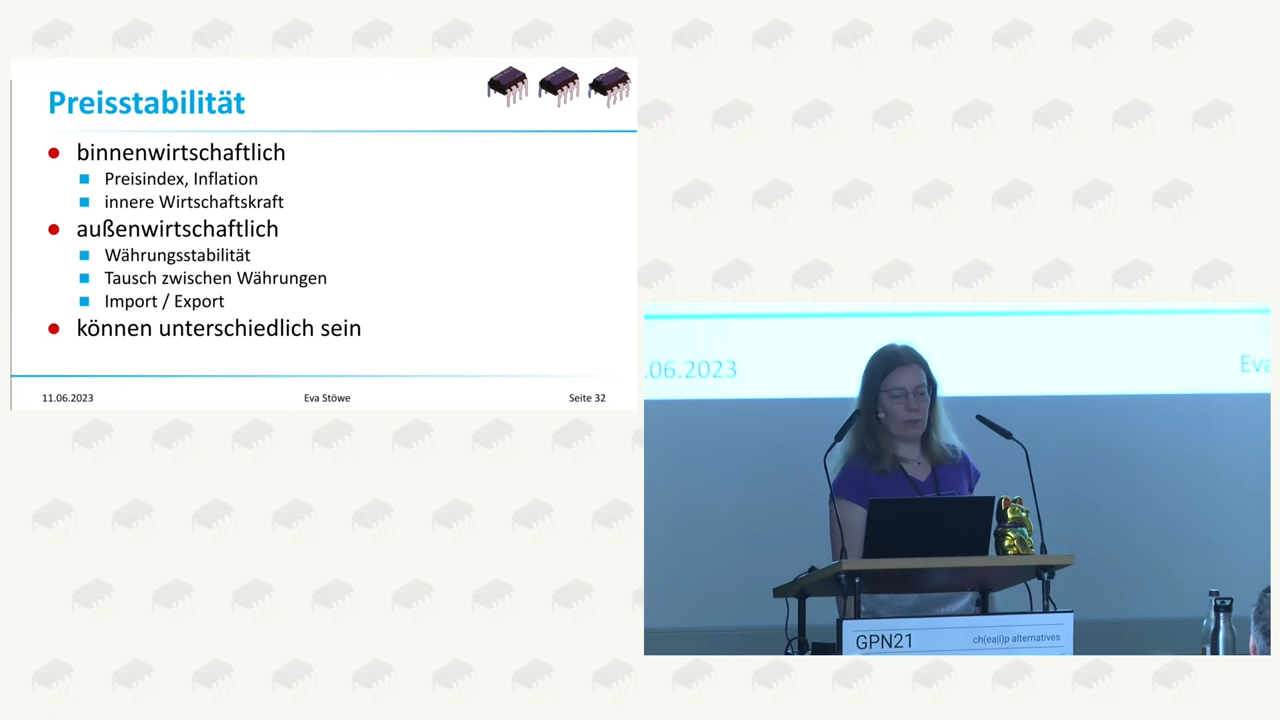 Preisstabilität
binnenwirtschaftlich
Preisindex, Inflation
innere Wirtschaftskraft
außenwirtschaftlich
Währungsstabilität
Tausch zwischen Währungen
Import / Export
können unterschiedlich sein
11.06.2023 Eva Stöwe Seite 32
.06.2023 Eva
GPN21 ch(ea|i)p alternatives